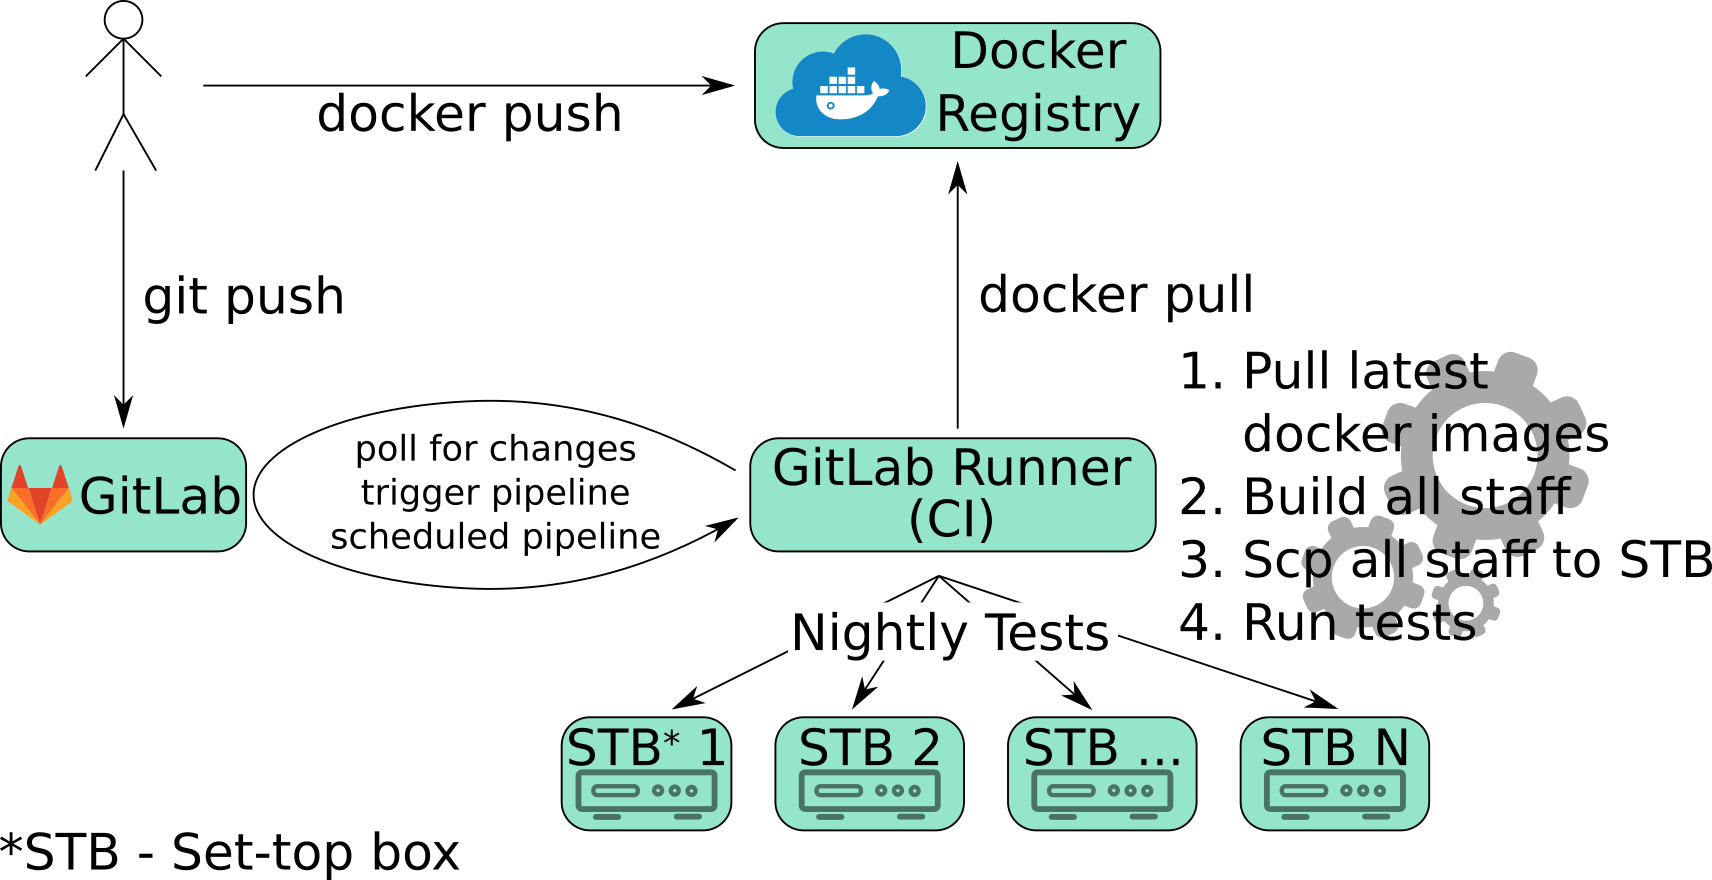 Docker
Registry
docker push
git push
docker pull
1. Pull latest
docker images
2. Build all staff
3. Scp all staff to STB
4. Run tests
GitLab
poll for changes
trigger pipeline
scheduled pipeline
GitLab Runner
(CI)
Nightly Tests
STB* 1
STB 2
STB ...
STB N
*STB - Set-top box